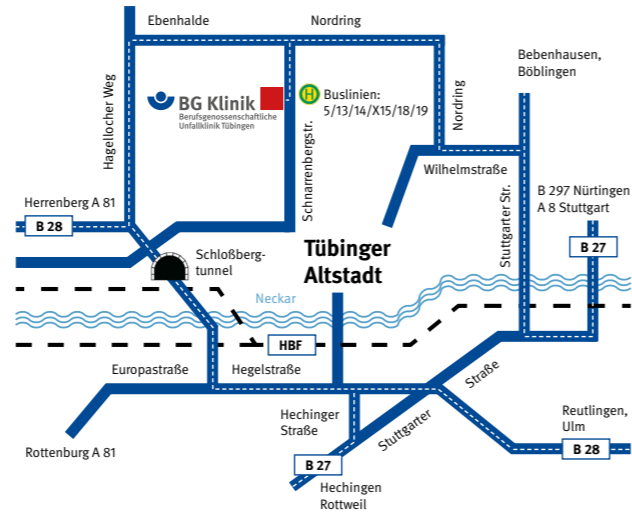 Ebenhalde
Nordring
Bebenhausen,
Böblingen
Hagellocher Weg
BG Klinik
Berufsgenossenschaftliche
Unfallklinik Tübingen
H
Buslinien:
5/13/14/X15/18/19
Nordring
Schnarrenbergstr.
Wilhelmstraße
Herrenberg A 81
B 28
B 297 Nürtingen
A 8 Stuttgart
B 27
Stuttgarter Str.
Schloßberg-
tunnel
Tübinger
Altstadt
Neckar
HBF
Europastraße
Hegelstraße
Straße
Stuttgarter
Hechinger
Straße
Reutlingen,
Ulm
B 28
Rottenburg A 81
B 27
Hechingen
Rottweil